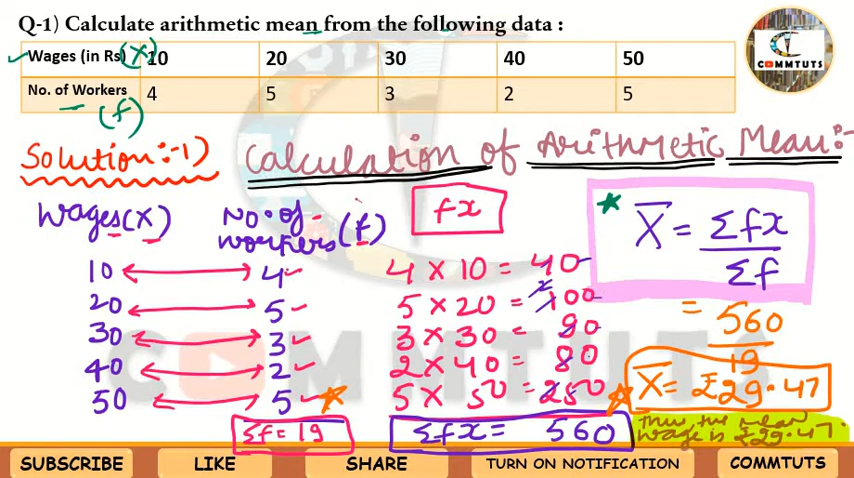 Q-1) Calculate arithmetic mean from the following data :
Wages (in Rs) (X) 10 20 30 40 50
No. of Workers (f) 4 5 3 2 5
COMMTUTS
Solution:-1) Calculation of Arithmetic Mean:-
Wages(X) No. of workers (f) fx
10 4 4 X 10 = 40
20 5 5 X 20 = 100
30 3 3 X 30 = 90
40 2 2 X 40 = 80
50 5 5 X 50 = 250
Σf = 19 Σfx = 560
X̅ = Σfx / Σf
= 560 / 19
X̅ = ₹29.47
Thus the mean
wage is ₹29.47.
COMMTUTS
SUBSCRIBE LIKE SHARE TURN ON NOTIFICATION COMMTUTS